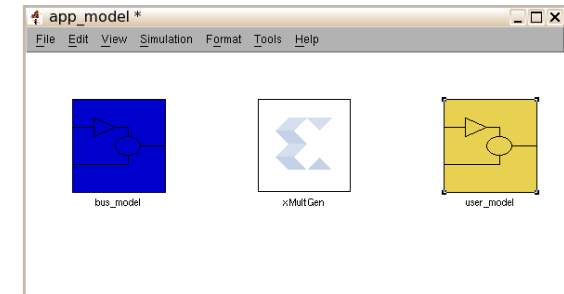 app_model *
File Edit View Simulation Format Tools Help
bus_model xMultGen user_model